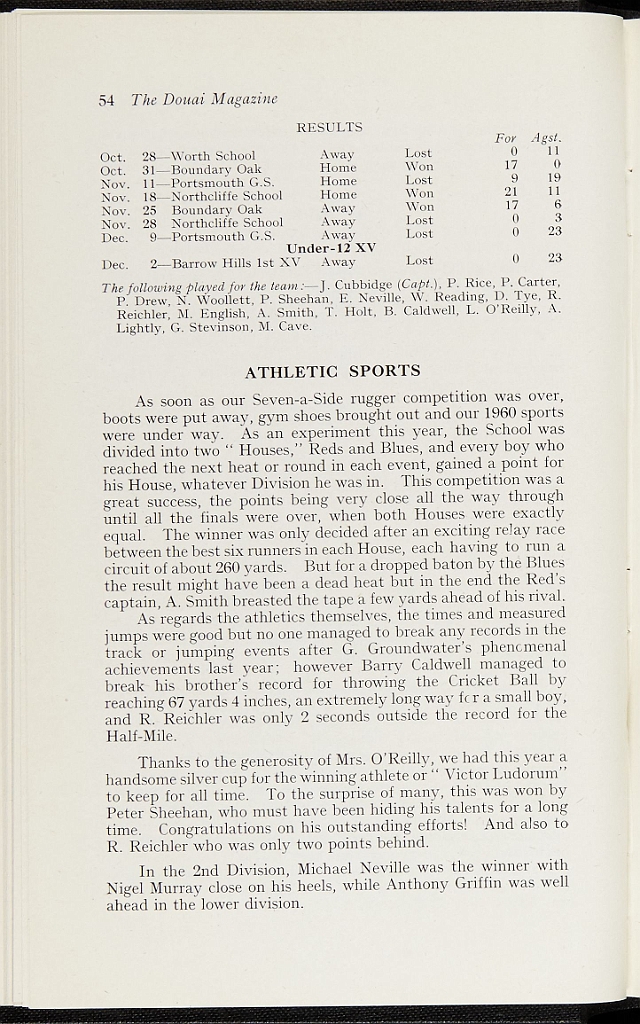 54 The Douai Magazine
RESULTS
For Agst.
Oct. 28—Worth School Away Lost 0 11
Oct. 31—Boundary Oak Home Won 17 0
Nov. 11—Portsmouth G.S. Home Lost 9 19
Nov. 18—Northcliffe School Home Won 21 11
Nov. 25 Boundary Oak Away Won 17 6
Nov. 28 Northcliffe School Away Lost 0 3
Dec. 9—Portsmouth G.S. Away Lost 0 23
Under-12 XV
Dec. 2—Barrow Hills 1st XV Away Lost 0 23
The following played for the team:—J. Cubbidge (Capt.), P. Rice, P. Carter,
P. Drew, N. Woollett, P. Sheehan, E. Neville, W. Reading, D. Tye, R.
Reichler, M. English, A. Smith, T. Holt, B. Caldwell, L. O'Reilly, A.
Lightly, G. Stevinson, M. Cave.
ATHLETIC SPORTS
As soon as our Seven-a-Side rugger competition was over,
boots were put away, gym shoes brought out and our 1960 sports
were under way. As an experiment this year, the School was
divided into two " Houses," Reds and Blues, and every boy who
reached the next heat or round in each event, gained a point for
his House, whatever Division he was in. This competition was a
great success, the points being very close all the way through
until all the finals were over, when both Houses were exactly
equal. The winner was only decided after an exciting relay race
between the best six runners in each House, each having to run a
circuit of about 260 yards. But for a dropped baton by the Blues
the result might have been a dead heat but in the end the Red's
captain, A. Smith breasted the tape a few yards ahead of his rival.
As regards the athletics themselves, the times and measured
jumps were good but no one managed to break any records in the
track or jumping events after G. Groundwater's phenomenal
achievements last year; however Barry Caldwell managed to
break his brother's record for throwing the Cricket Ball by
reaching 67 yards 4 inches, an extremely long way for a small boy,
and R. Reichler was only 2 seconds outside the record for the
Half-Mile.
Thanks to the generosity of Mrs. O'Reilly, we had this year a
handsome silver cup for the winning athlete or " Victor Ludorum"
to keep for all time. To the surprise of many, this was won by
Peter Sheehan, who must have been hiding his talents for a long
time. Congratulations on his outstanding efforts! And also to
R. Reichler who was only two points behind.
In the 2nd Division, Michael Neville was the winner with
Nigel Murray close on his heels, while Anthony Griffin was well
ahead in the lower division.